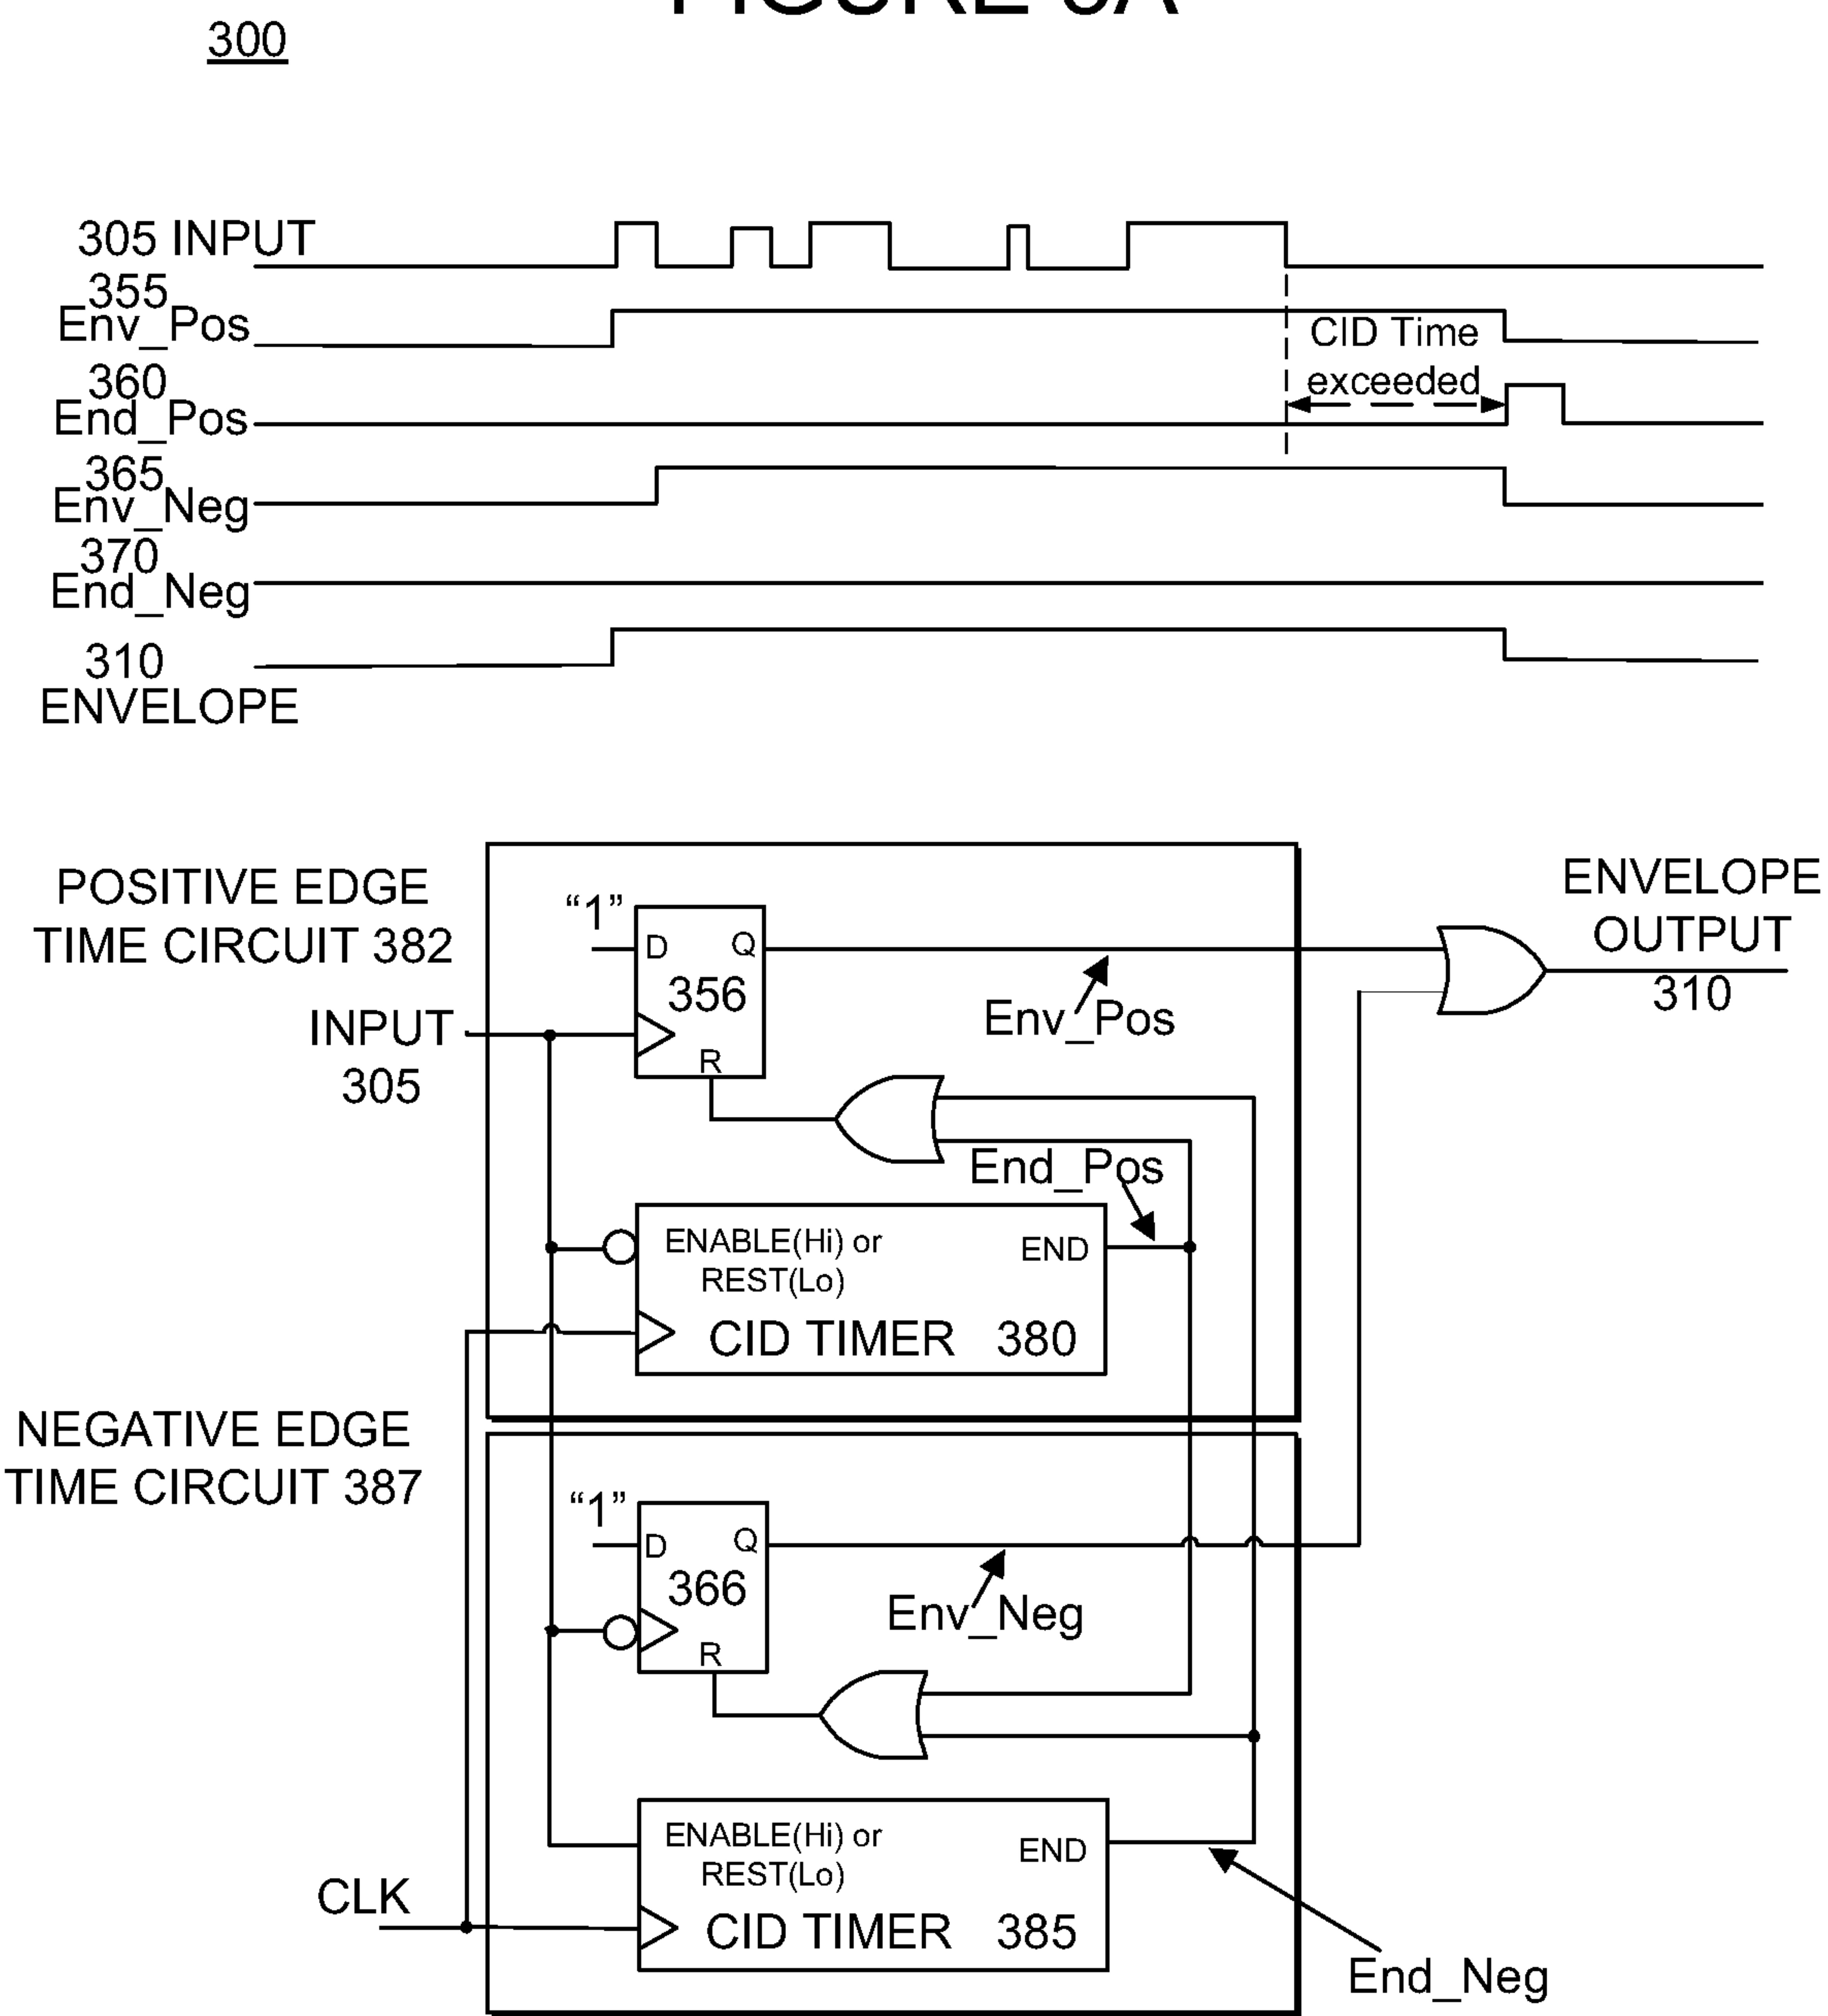 300
305 INPUT
355
Env_Pos
CID Time
exceeded
360
End_Pos
365
Env_Neg
370
End_Neg
310
ENVELOPE
POSITIVE EDGE
TIME CIRCUIT 382
“1”
D
Q
356
R
INPUT
305
Env_Pos
ENVELOPE
OUTPUT
310
End_Pos
ENABLE(Hi) or
REST(Lo)
END
CID TIMER 380
NEGATIVE EDGE
TIME CIRCUIT 387
“1”
D
Q
366
R
Env_Neg
ENABLE(Hi) or
REST(Lo)
END
CID TIMER 385
CLK
End_Neg